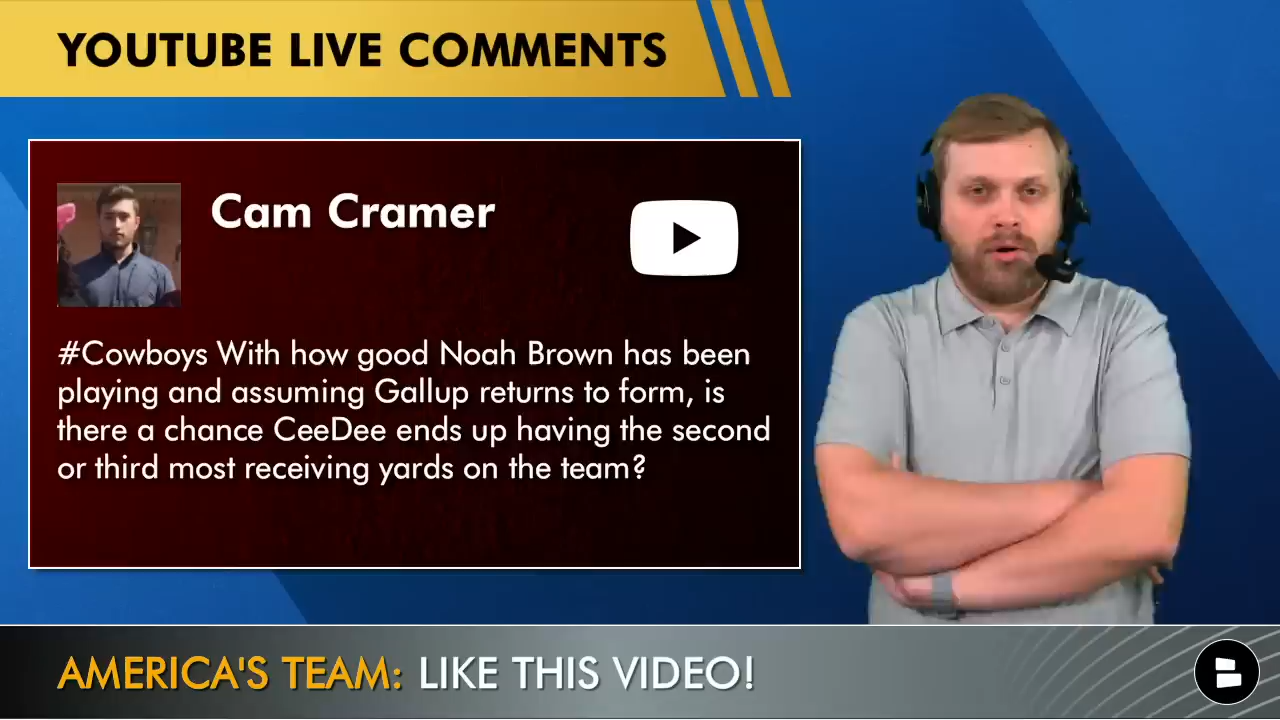 YOUTUBE LIVE COMMENTS
Cam Cramer
#Cowboys With how good Noah Brown has been
playing and assuming Gallup returns to form, is
there a chance CeeDee ends up having the second
or third most receiving yards on the team?
AMERICA'S TEAM: LIKE THIS VIDEO!